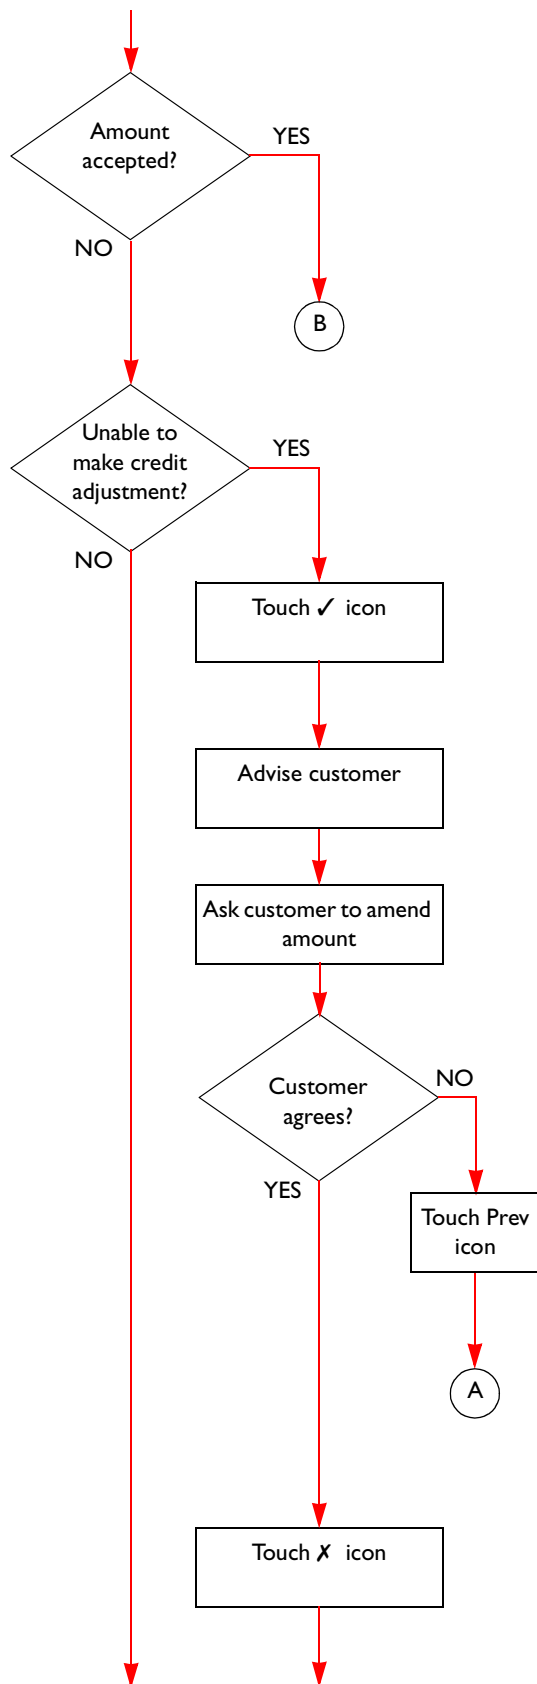 Amount
accepted?
YES
NO
B
Unable to
make credit
adjustment?
YES
NO
Touch ✓ icon
Advise customer
Ask customer to amend
amount
Customer
agrees?
NO
YES
Touch Prev
icon
A
Touch ✗ icon